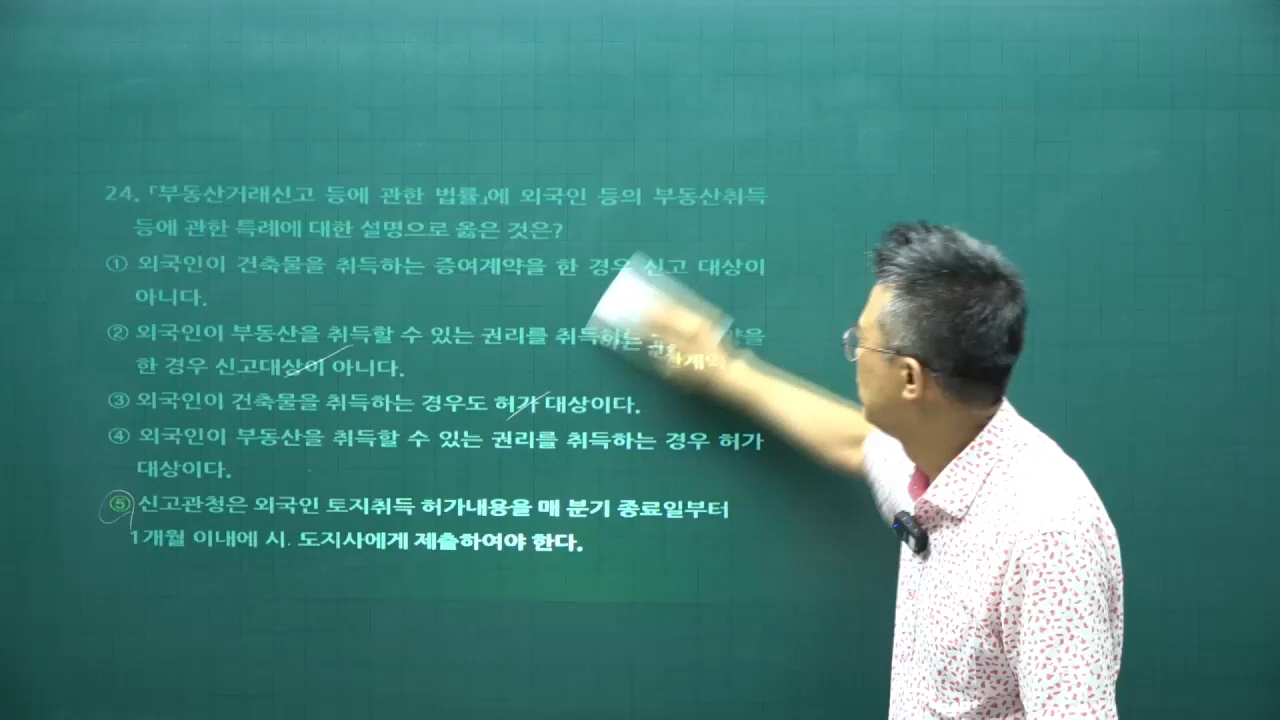 24. 「부동산거래신고 등에 관한 법률」에 외국인 등의 부동산취득
등에 관한 특례에 대한 설명으로 옳은 것은?
① 외국인이 건축물을 취득하는 증여계약을 한 경우 신고 대상이
아니다.
② 외국인이 부동산을 취득할 수 있는 권리를 취득하는
한 경우 신고대상이 아니다.
③ 외국인이 건축물을 취득하는 경우도 허가 대상이다.
④ 외국인이 부동산을 취득할 수 있는 권리를 취득하는 경우 허가
대상이다.
⑤ 신고관청은 외국인 토지취득 허가내용을 매 분기 종료일부터
1개월 이내에 시. 도지사에게 제출하여야 한다.